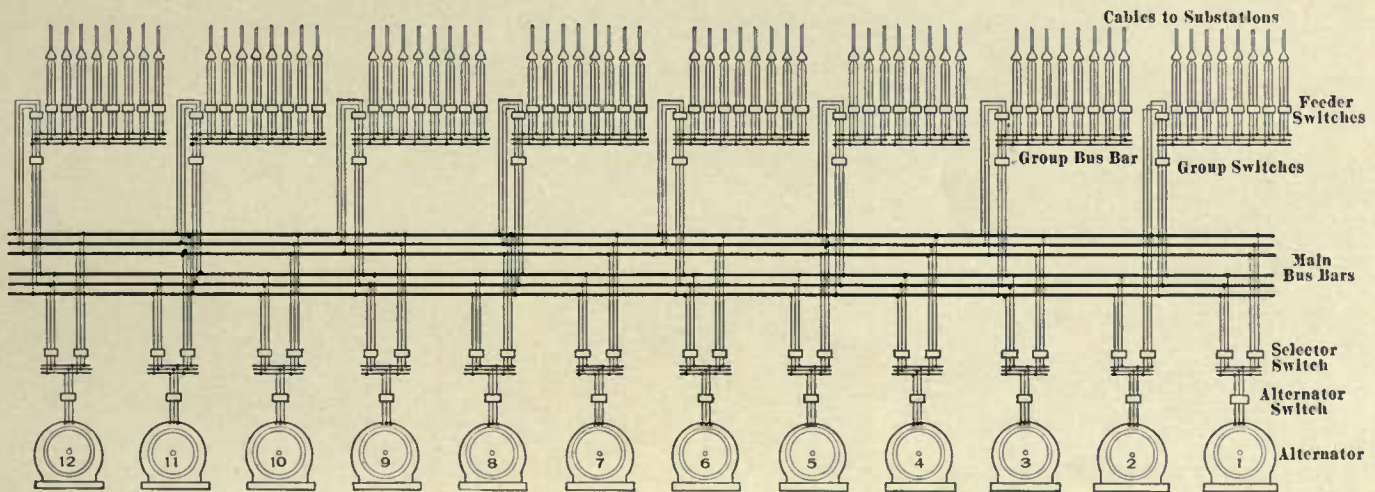 Cables to Substations
Feeder
Switches
Group Bus Bar
Group Switches
Main
Bus Bars
Selector
Switch
Alternator
Switch
12 11 10 9 8 7 6 5 4 3 2 1 Alternator